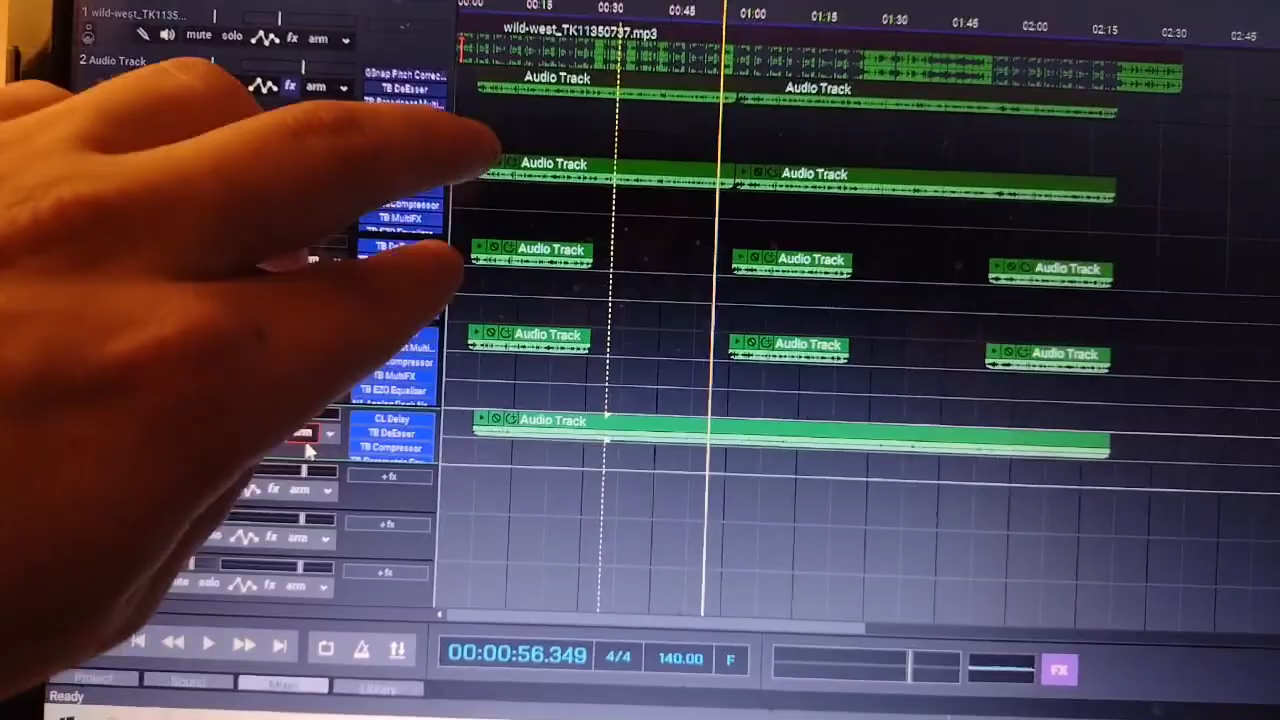 1 wild-west_TK1135...
00:00 00:15 00:30 00:45 01:00 01:15 01:30 01:45 02:00 02:15 02:30 02:45
mute solo fx arm
wild-west_TK11350737.mp3
2 Audio Track
fx arm
GSnap Pitch Correc...
TB DeEsser
Audio Track Audio Track
Audio Track Audio Track
TB MultiFX
Audio Track Audio Track Audio Track
Audio Track Audio Track Audio Track
TB MultiFX
TB EZQ Equalizer
CL Delay
TB DeEsser
TB Compressor
Audio Track
+fx
fx arm
+fx
fx arm
+fx
solo fx arm
00:00:56.349 4/4 140.00 F FX
Project Sound Mixer Library
Ready